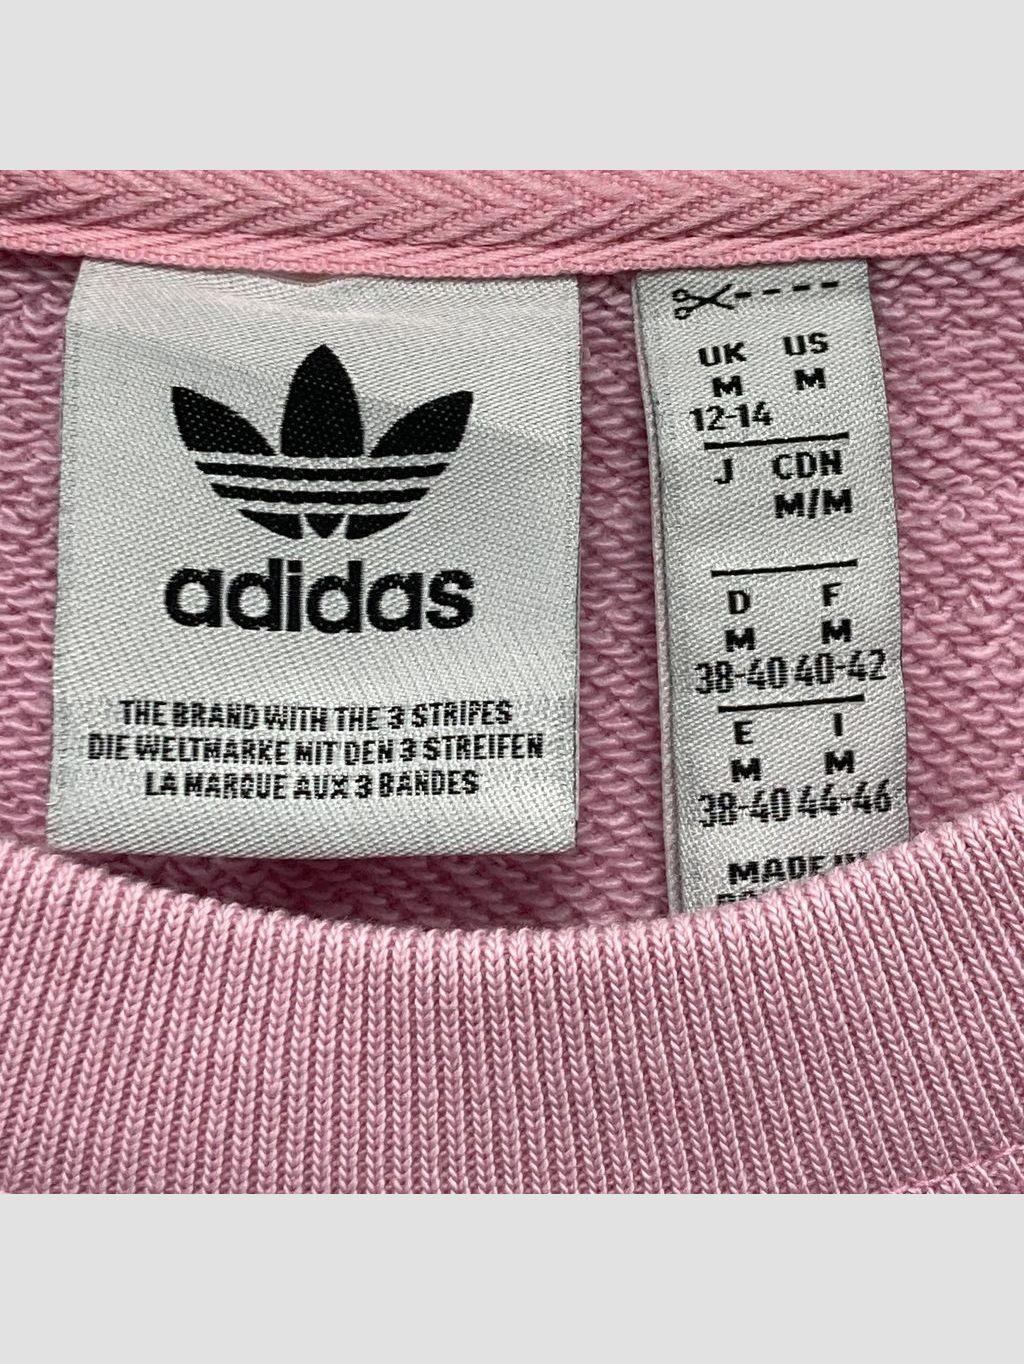 adidas
THE BRAND WITH THE 3 STRIPES
DIE WELTMARKE MIT DEN 3 STREIFEN
LA MARQUE AUX 3 BANDES
UK US
M M
12-14
J CDN
M/M
D F
M M
38-40 40-42
E I
M M
38-40 44-46
MADE IN